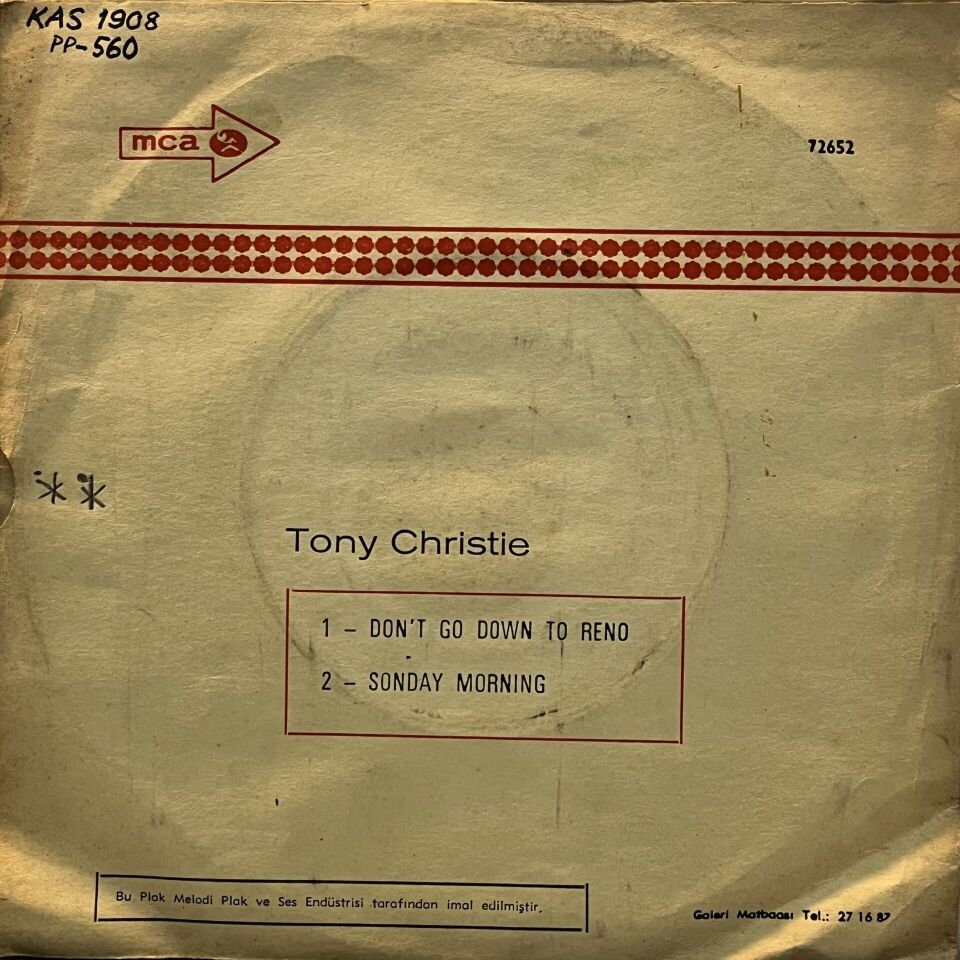 KAS 1908
PP-560
mca
72652
**
Tony Christie
1 - DON'T GO DOWN TO RENO
2 - SONDAY MORNING
Bu Plak Melodi Plak ve Ses Endüstrisi tarafından imal edilmiştir.
Galeri Matbaası Tel.: 27 16 87